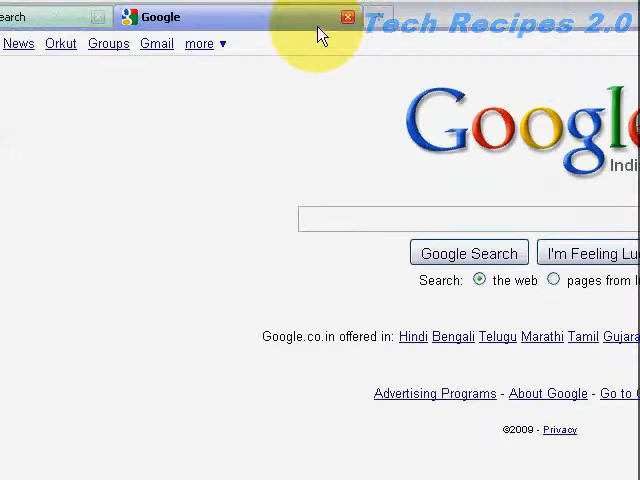 earch Google Tech Recipes 2.0
News Orkut Groups Gmail more ▼
Google
Indi
Google Search I'm Feeling Lu
Search: the web pages from I
Google.co.in offered in: Hindi Bengali Telugu Marathi Tamil Gujara
Advertising Programs - About Google - Go to
©2009 - Privacy